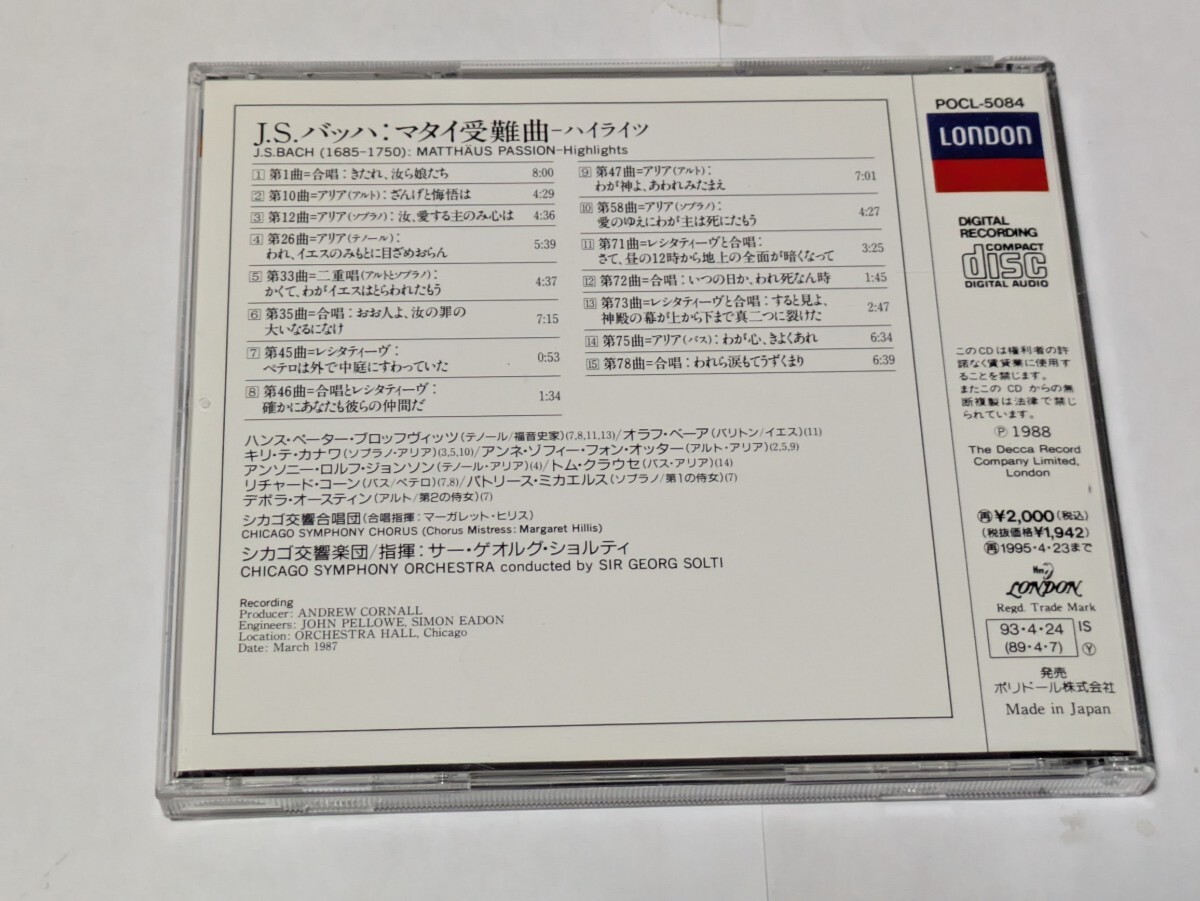 J.S.バッハ:マタイ受難曲-ハイライツ
J.S.BACH (1685-1750): MATTHÄUS PASSION-Highlights
1 第1曲=合唱:きたれ、汝ら娘たち 8:00
2 第10曲=アリア(アルト):ざんげと悔悟は 4:29
3 第12曲=アリア(ソプラノ):汝、愛する主のみ心は 4:36
4 第26曲=アリア(テノール):
われ、イエスのみもとに目ざめおらん 5:39
5 第33曲=二重唱(アルトとソプラノ):
かくて、わがイエスはとらわれたもう 4:37
6 第35曲=合唱:おお人よ、汝の罪の
大いなるになけ 7:15
7 第45曲=レシタティーヴ:
ペテロは外で中庭にすわっていた 0:53
8 第46曲=合唱とレシタティーヴ:
確かにあなたも彼らの仲間だ 1:34
9 第47曲=アリア(アルト):
わが神よ、あわれみたまえ 7:01
10 第58曲=アリア(ソプラノ):
愛のゆえにわが主は死にたもう 4:27
11 第71曲=レシタティーヴと合唱:
さて、昼の12時から地上の全面が暗くなって 3:25
12 第72曲=合唱:いつの日か、われ死なん時 1:45
13 第73曲=レシタティーヴと合唱:すると見よ、
神殿の幕が上から下まで真二つに裂けた 2:47
14 第75曲=アリア(バス):わが心、きよくあれ 6:34
15 第78曲=合唱:われら涙もてうずくまり 6:39
ハンス・ペーター・ブロッフヴィッツ(テノール/福音史家)(7,8,11,13)/オラフ・ベーア(バリトン/イエス)(11)
キリ・テ・カナワ(ソプラノ・アリア)(3,5,10)/アンネ・ゾフィー・フォン・オッター(アルト・アリア)(2,5,9)
アンソニー・ロルフ・ジョンソン(テノール・アリア)(4)/トム・クラウセ(バス・アリア)(14)
リチャード・コーン(バス/ペテロ)(7,8)/パトリース・ミカエルス(ソプラノ/第1の侍女)(7)
デボラ・オースティン(アルト/第2の侍女)(7)
シカゴ交響合唱団(合唱指揮:マーガレット・ヒリス)
CHICAGO SYMPHONY CHORUS (Chorus Mistress: Margaret Hillis)
シカゴ交響楽団/指揮:サー・ゲオルグ・ショルティ
CHICAGO SYMPHONY ORCHESTRA conducted by SIR GEORG SOLTI
Recording
Producer: ANDREW CORNALL
Engineers: JOHN PELLOWE, SIMON EADON
Location: ORCHESTRA HALL, Chicago
Date: March 1987
POCL-5084
LONDON
DIGITAL
RECORDING
COMPACT
disc
DIGITAL AUDIO
このCDは権利者の許
諾なく賃貸業に使用す
ることを禁じます。
またこの CD からの無
断複製は法律で禁じ
られています。
Ⓟ 1988
The Decca Record
Company Limited,
London
再¥2,000(税込)
(税抜価格¥1,942)
再1995・4・23まで
LONDON
Regd. Trade Mark
93・4・24 IS
(89・4・7) Ⓨ
発売
ポリドール株式会社
Made in Japan